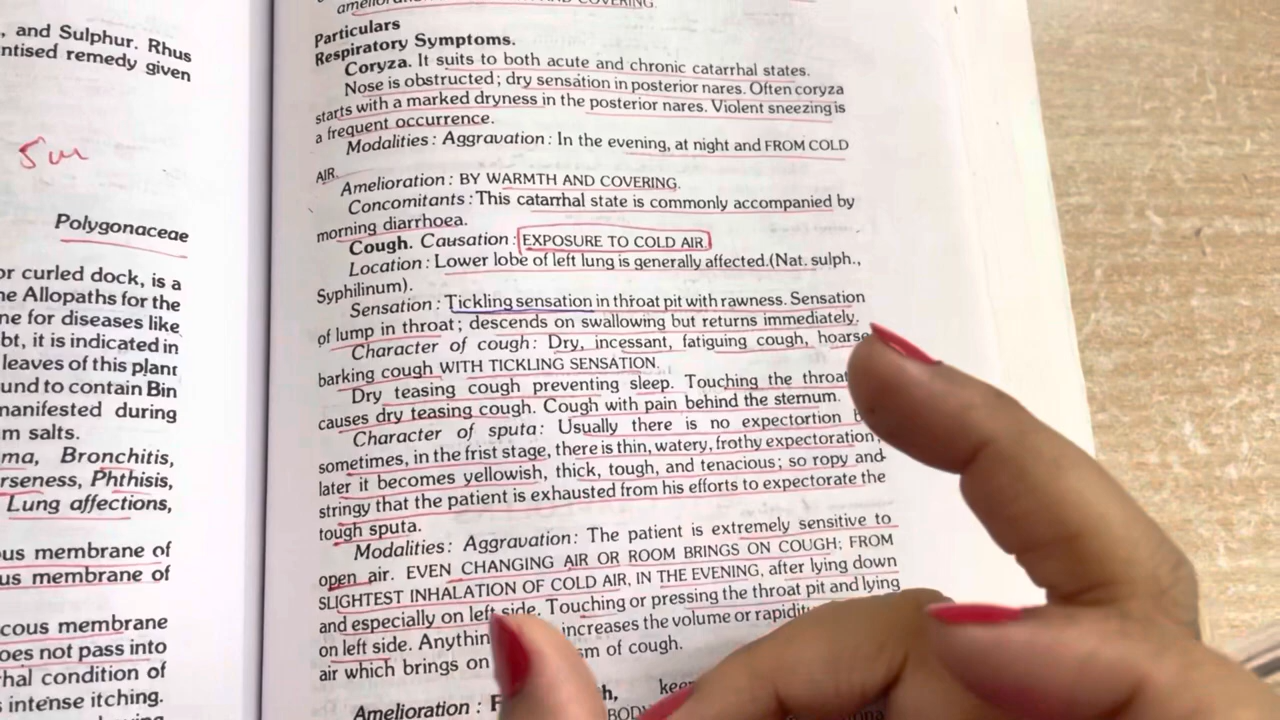 , and Sulphur. Rhus
ntised remedy given
5m
Polygonaceae
or curled dock, is a
ne Allopaths for the
ne for diseases like
bt, it is indicated in
leaves of this plant
und to contain Bin
manifested during
m salts.
ma, Bronchitis,
rseness, Phthisis,
Lung affections,
ous membrane of
us membrane of
cous membrane
oes not pass into
hal condition of
s intense itching.
AND COVERING.
Particulars
Respiratory Symptoms.
Coryza. It suits to both acute and chronic catarrhal states.
Nose is obstructed; dry sensation in posterior nares. Often coryza
starts with a marked dryness in the posterior nares. Violent sneezing is
a frequent occurrence.
Modalities: Aggravation: In the evening, at night and FROM COLD
AIR.
Amelioration: BY WARMTH AND COVERING.
Concomitants: This catarrhal state is commonly accompanied by
morning diarrhoea.
Cough. Causation: EXPOSURE TO COLD AIR.
Location: Lower lobe of left lung is generally affected.(Nat. sulph.,
Syphilinum).
Sensation: Tickling sensation in throat pit with rawness. Sensation
of lump in throat; descends on swallowing but returns immediately.
Character of cough: Dry, incessant, fatiguing cough, hoarse
barking cough WITH TICKLING SENSATION.
Dry teasing cough preventing sleep. Touching the throat
causes dry teasing cough. Cough with pain behind the sternum.
Character of sputa: Usually there is no expectortion
sometimes, in the frist stage, there is thin, watery, frothy expectoration,
later it becomes yellowish, thick, tough, and tenacious; so ropy and
stringy that the patient is exhausted from his efforts to expectorate the
tough sputa.
Modalities: Aggravation: The patient is extremely sensitive to
open air. EVEN CHANGING AIR OR ROOM BRINGS ON COUGH; FROM
SLIGHTEST INHALATION OF COLD AIR, IN THE EVENING, after lying down
and especially on left side. Touching or pressing the throat pit and lying
on left side. Anythin increases the volume or rapidit
air which brings on sm of cough.
Amelioration: F h, kee
BOD